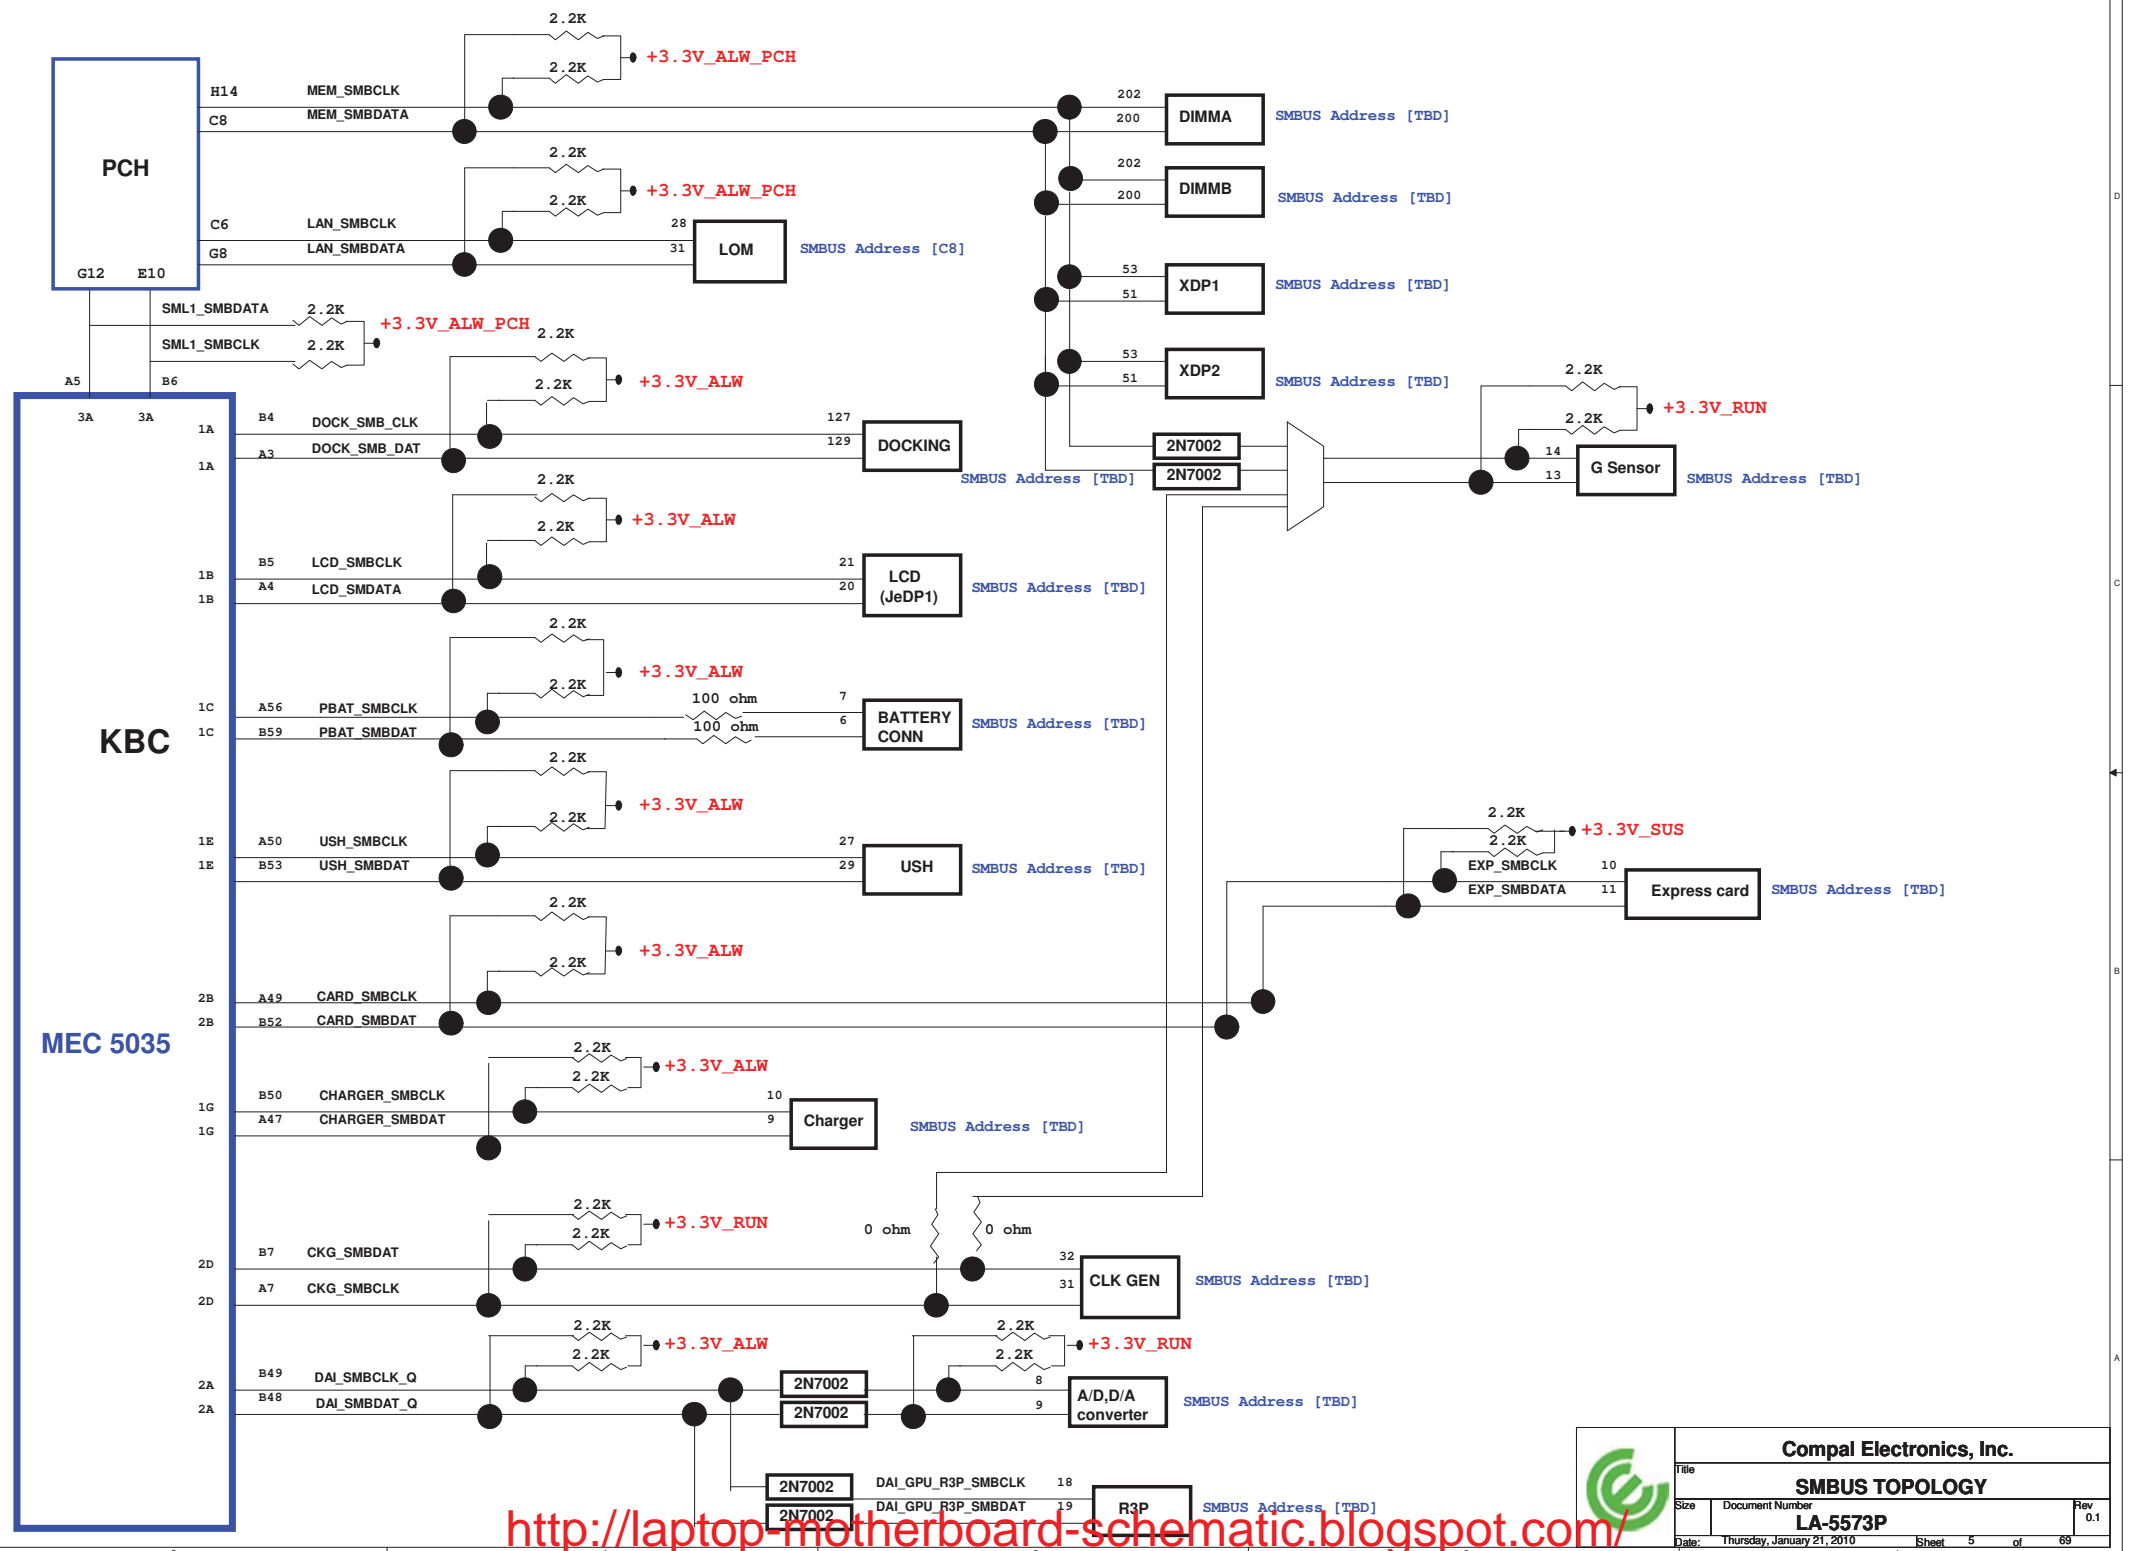 2.2K
+3.3V_ALW_PCH
2.2K
H14 MEM_SMBCLK
C8 MEM_SMBDATA
202
200
DIMMA
SMBUS Address [TBD]
PCH
2.2K
+3.3V_ALW_PCH
2.2K
202
200
DIMMB
SMBUS Address [TBD]
D
C6 LAN_SMBCLK
G8 LAN_SMBDATA
28
31
LOM
SMBUS Address [C8]
G12 E10
53
51
XDP1
SMBUS Address [TBD]
SML1_SMBDATA 2.2K
+3.3V_ALW_PCH
SML1_SMBCLK 2.2K
53
51
XDP2
SMBUS Address [TBD]
A5 B6
3A 3A
2.2K
+3.3V_ALW
2.2K
1A B4 DOCK_SMB_CLK
1A A3 DOCK_SMB_DAT
127
129
DOCKING
SMBUS Address [TBD]
2N7002
2N7002
2.2K
+3.3V_RUN
2.2K
14
13
G Sensor
SMBUS Address [TBD]
2.2K
+3.3V_ALW
2.2K
1B B5 LCD_SMBCLK
1B A4 LCD_SMDATA
21
20
LCD
(JeDP1)
SMBUS Address [TBD]
C
2.2K
+3.3V_ALW
2.2K
1C A56 PBAT_SMBCLK
1C B59 PBAT_SMBDAT
100 ohm
100 ohm
7
6
BATTERY
CONN
SMBUS Address [TBD]
KBC
2.2K
+3.3V_ALW
2.2K
1E A50 USH_SMBCLK
1E B53 USH_SMBDAT
27
29
USH
SMBUS Address [TBD]
2.2K
+3.3V_SUS
2.2K
EXP_SMBCLK 10
EXP_SMBDATA 11
Express card
SMBUS Address [TBD]
2.2K
+3.3V_ALW
2.2K
2B A49 CARD_SMBCLK
2B B52 CARD_SMBDAT
B
MEC 5035
2.2K
+3.3V_ALW
2.2K
1G B50 CHARGER_SMBCLK
1G A47 CHARGER_SMBDAT
10
9
Charger
SMBUS Address [TBD]
2.2K
+3.3V_RUN
2.2K
0 ohm 0 ohm
2D B7 CKG_SMBDAT
2D A7 CKG_SMBCLK
32
31
CLK GEN
SMBUS Address [TBD]
2.2K
+3.3V_ALW
2.2K
2.2K
+3.3V_RUN
2.2K
2A B49 DAI_SMBCLK_Q
2A B48 DAI_SMBDAT_Q
2N7002
2N7002
8
9
A/D,D/A
converter
SMBUS Address [TBD]
A
2N7002
2N7002
DAI_GPU_R3P_SMBCLK 18
DAI_GPU_R3P_SMBDAT 19
R3P
SMBUS Address [TBD]
http://laptop-motherboard-schematic.blogspot.com/
Compal Electronics, Inc.
Title
SMBUS TOPOLOGY
Size Document Number Rev
LA-5573P 0.1
Date: Thursday, January 21, 2010 Sheet 5 of 69